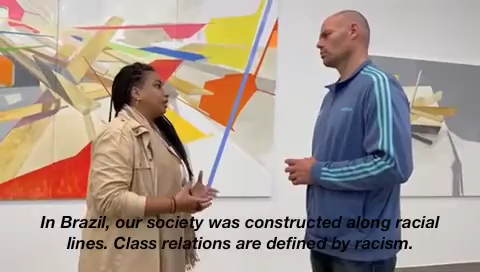 In Brazil, our society was constructed along racial
lines. Class relations are defined by racism.